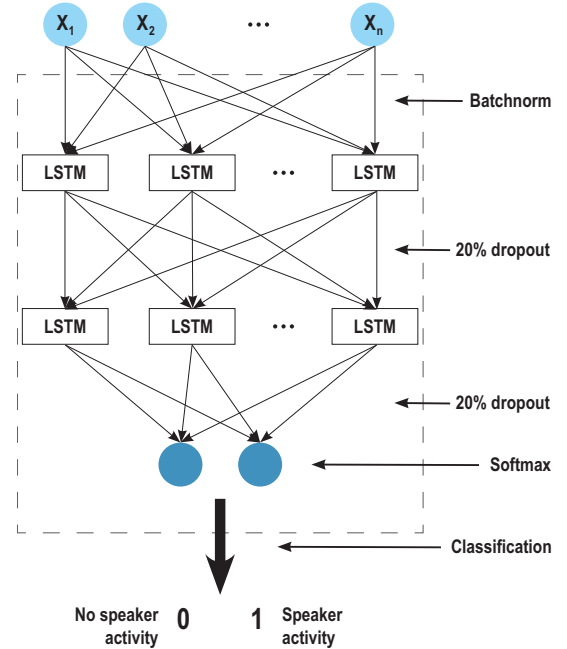 X1 X2 ... Xn
Batchnorm
LSTM LSTM ... LSTM
20% dropout
LSTM LSTM ... LSTM
20% dropout
Softmax
Classification
No speaker activity 0 1 Speaker activity